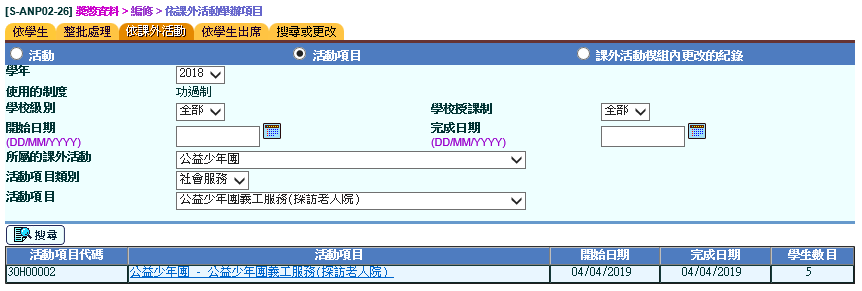 [S-ANP02-26] 獎懲資料 > 編修 > 依課外活動舉辦項目
依學生 整批處理 依課外活動 依學生出席 搜尋或更改
活動 活動項目 課外活動模組內更改的紀錄
學年 2018
使用的制度 功過制
學校級別 全部 學校授課制 全部
開始日期 完成日期
(DD/MM/YYYY) (DD/MM/YYYY)
所屬的課外活動 公益少年團
活動項目類別 社會服務
活動項目 公益少年團義工服務(探訪老人院)
搜尋
活動項目代碼 活動項目 開始日期 完成日期 學生數目
30H00002 公益少年團 - 公益少年團義工服務(探訪老人院) 04/04/2019 04/04/2019 5